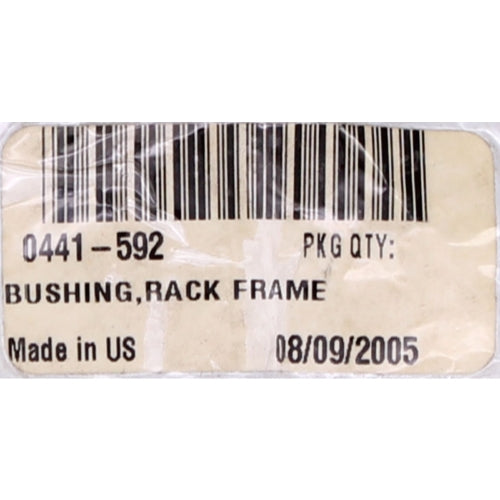 0441-592 PKG QTY:
BUSHING,RACK FRAME
Made in US 08/09/2005